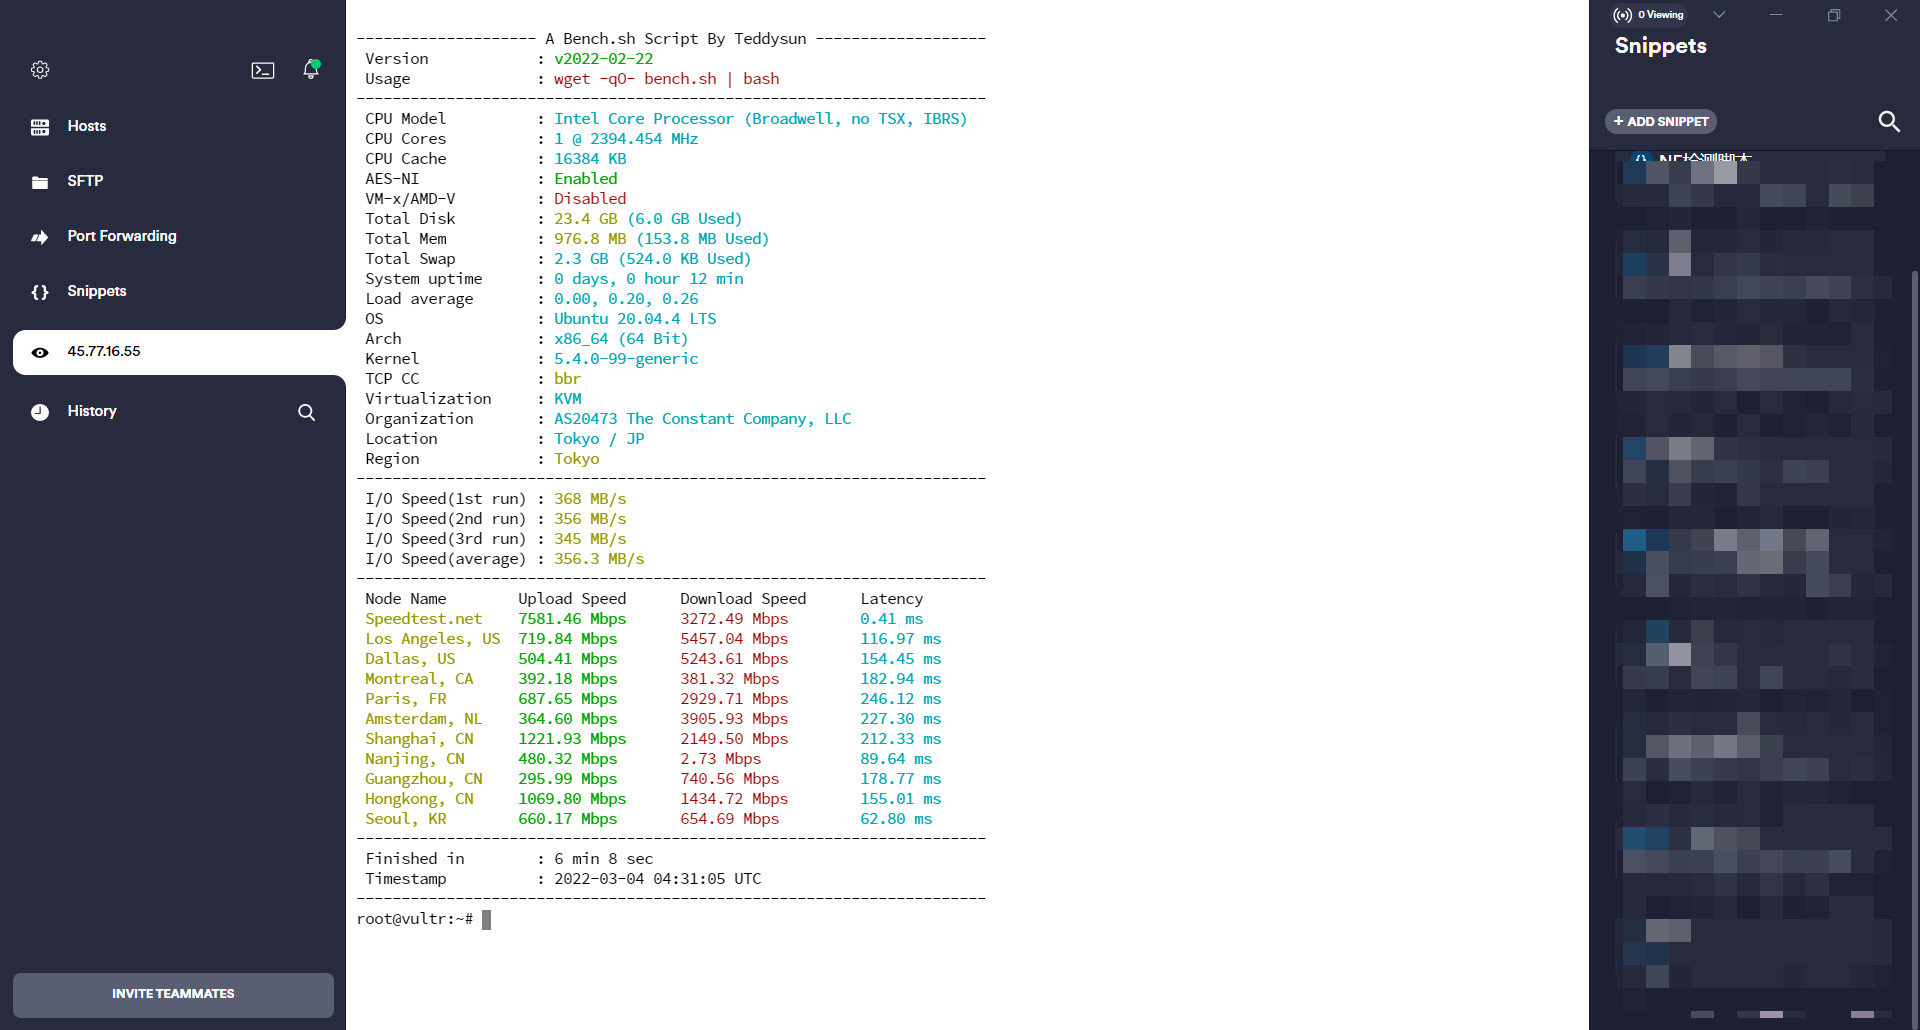 Hosts
SFTP
Port Forwarding
Snippets
45.77.16.55
History
INVITE TEAMMATES
-------------------- A Bench.sh Script By Teddysun -------------------
Version : v2022-02-22
Usage : wget -qO- bench.sh | bash
----------------------------------------------------------------------
CPU Model : Intel Core Processor (Broadwell, no TSX, IBRS)
CPU Cores : 1 @ 2394.454 MHz
CPU Cache : 16384 KB
AES-NI : Enabled
VM-x/AMD-V : Disabled
Total Disk : 23.4 GB (6.0 GB Used)
Total Mem : 976.8 MB (153.8 MB Used)
Total Swap : 2.3 GB (524.0 KB Used)
System uptime : 0 days, 0 hour 12 min
Load average : 0.00, 0.20, 0.26
OS : Ubuntu 20.04.4 LTS
Arch : x86_64 (64 Bit)
Kernel : 5.4.0-99-generic
TCP CC : bbr
Virtualization : KVM
Organization : AS20473 The Constant Company, LLC
Location : Tokyo / JP
Region : Tokyo
----------------------------------------------------------------------
I/O Speed(1st run) : 368 MB/s
I/O Speed(2nd run) : 356 MB/s
I/O Speed(3rd run) : 345 MB/s
I/O Speed(average) : 356.3 MB/s
----------------------------------------------------------------------
Node Name Upload Speed Download Speed Latency
Speedtest.net 7581.46 Mbps 3272.49 Mbps 0.41 ms
Los Angeles, US 719.84 Mbps 5457.04 Mbps 116.97 ms
Dallas, US 504.41 Mbps 5243.61 Mbps 154.45 ms
Montreal, CA 392.18 Mbps 381.32 Mbps 182.94 ms
Paris, FR 687.65 Mbps 2929.71 Mbps 246.12 ms
Amsterdam, NL 364.60 Mbps 3905.93 Mbps 227.30 ms
Shanghai, CN 1221.93 Mbps 2149.50 Mbps 212.33 ms
Nanjing, CN 480.32 Mbps 2.73 Mbps 89.64 ms
Guangzhou, CN 295.99 Mbps 740.56 Mbps 178.77 ms
Hongkong, CN 1069.80 Mbps 1434.72 Mbps 155.01 ms
Seoul, KR 660.17 Mbps 654.69 Mbps 62.80 ms
----------------------------------------------------------------------
Finished in : 6 min 8 sec
Timestamp : 2022-03-04 04:31:05 UTC
----------------------------------------------------------------------
root@vultr:~#
0 Viewing
Snippets
+ ADD SNIPPET
NF检测脚本